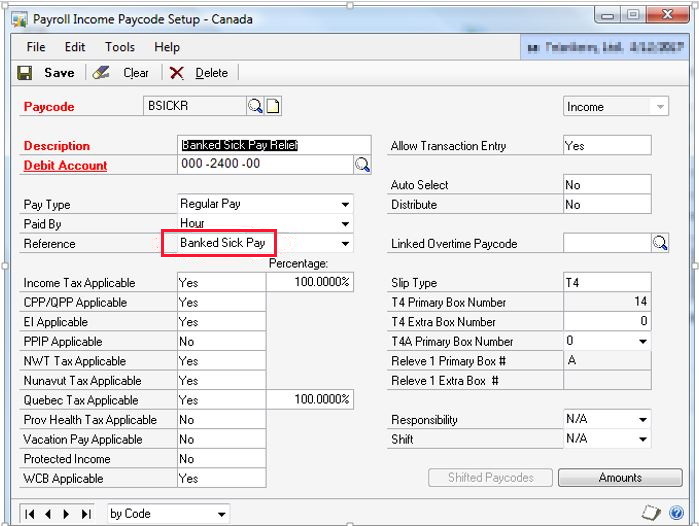 Payroll Income Paycode Setup - Canada
File Edit Tools Help
Save Clear Delete
Paycode BSICKR Income
Description Banked Sick Pay Relief Allow Transaction Entry Yes
Debit Account 000 -2400 -00
Auto Select No
Pay Type Regular Pay Distribute No
Paid By Hour
Reference Banked Sick Pay Linked Overtime Paycode
Percentage:
Income Tax Applicable Yes 100.0000% Slip Type T4
CPP/QPP Applicable Yes T4 Primary Box Number 14
EI Applicable Yes T4 Extra Box Number 0
PPIP Applicable No T4A Primary Box Number 0
NWT Tax Applicable Yes Releve 1 Primary Box # A
Nunavut Tax Applicable Yes Releve 1 Extra Box #
Quebec Tax Applicable Yes 100.0000%
Prov Health Tax Applicable No Responsibility N/A
Vacation Pay Applicable No Shift N/A
Protected Income No
WCB Applicable Yes Shifted Paycodes Amounts
by Code